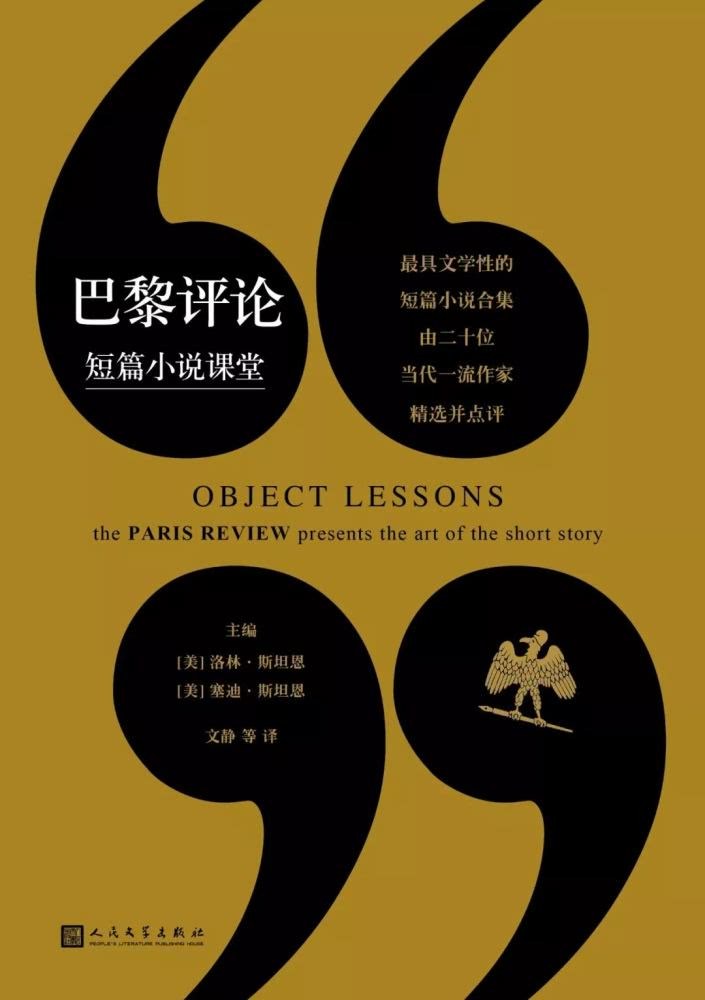 巴黎评论
短篇小说课堂
最具文学性的
短篇小说合集
由二十位
当代一流作家
精选并点评
OBJECT LESSONS
the PARIS REVIEW presents the art of the short story
主编
[美] 洛林·斯坦恩
[美] 塞迪·斯坦恩
文静 等 译
人民文学出版社
PEOPLE'S LITERATURE PUBLISHING HOUSE